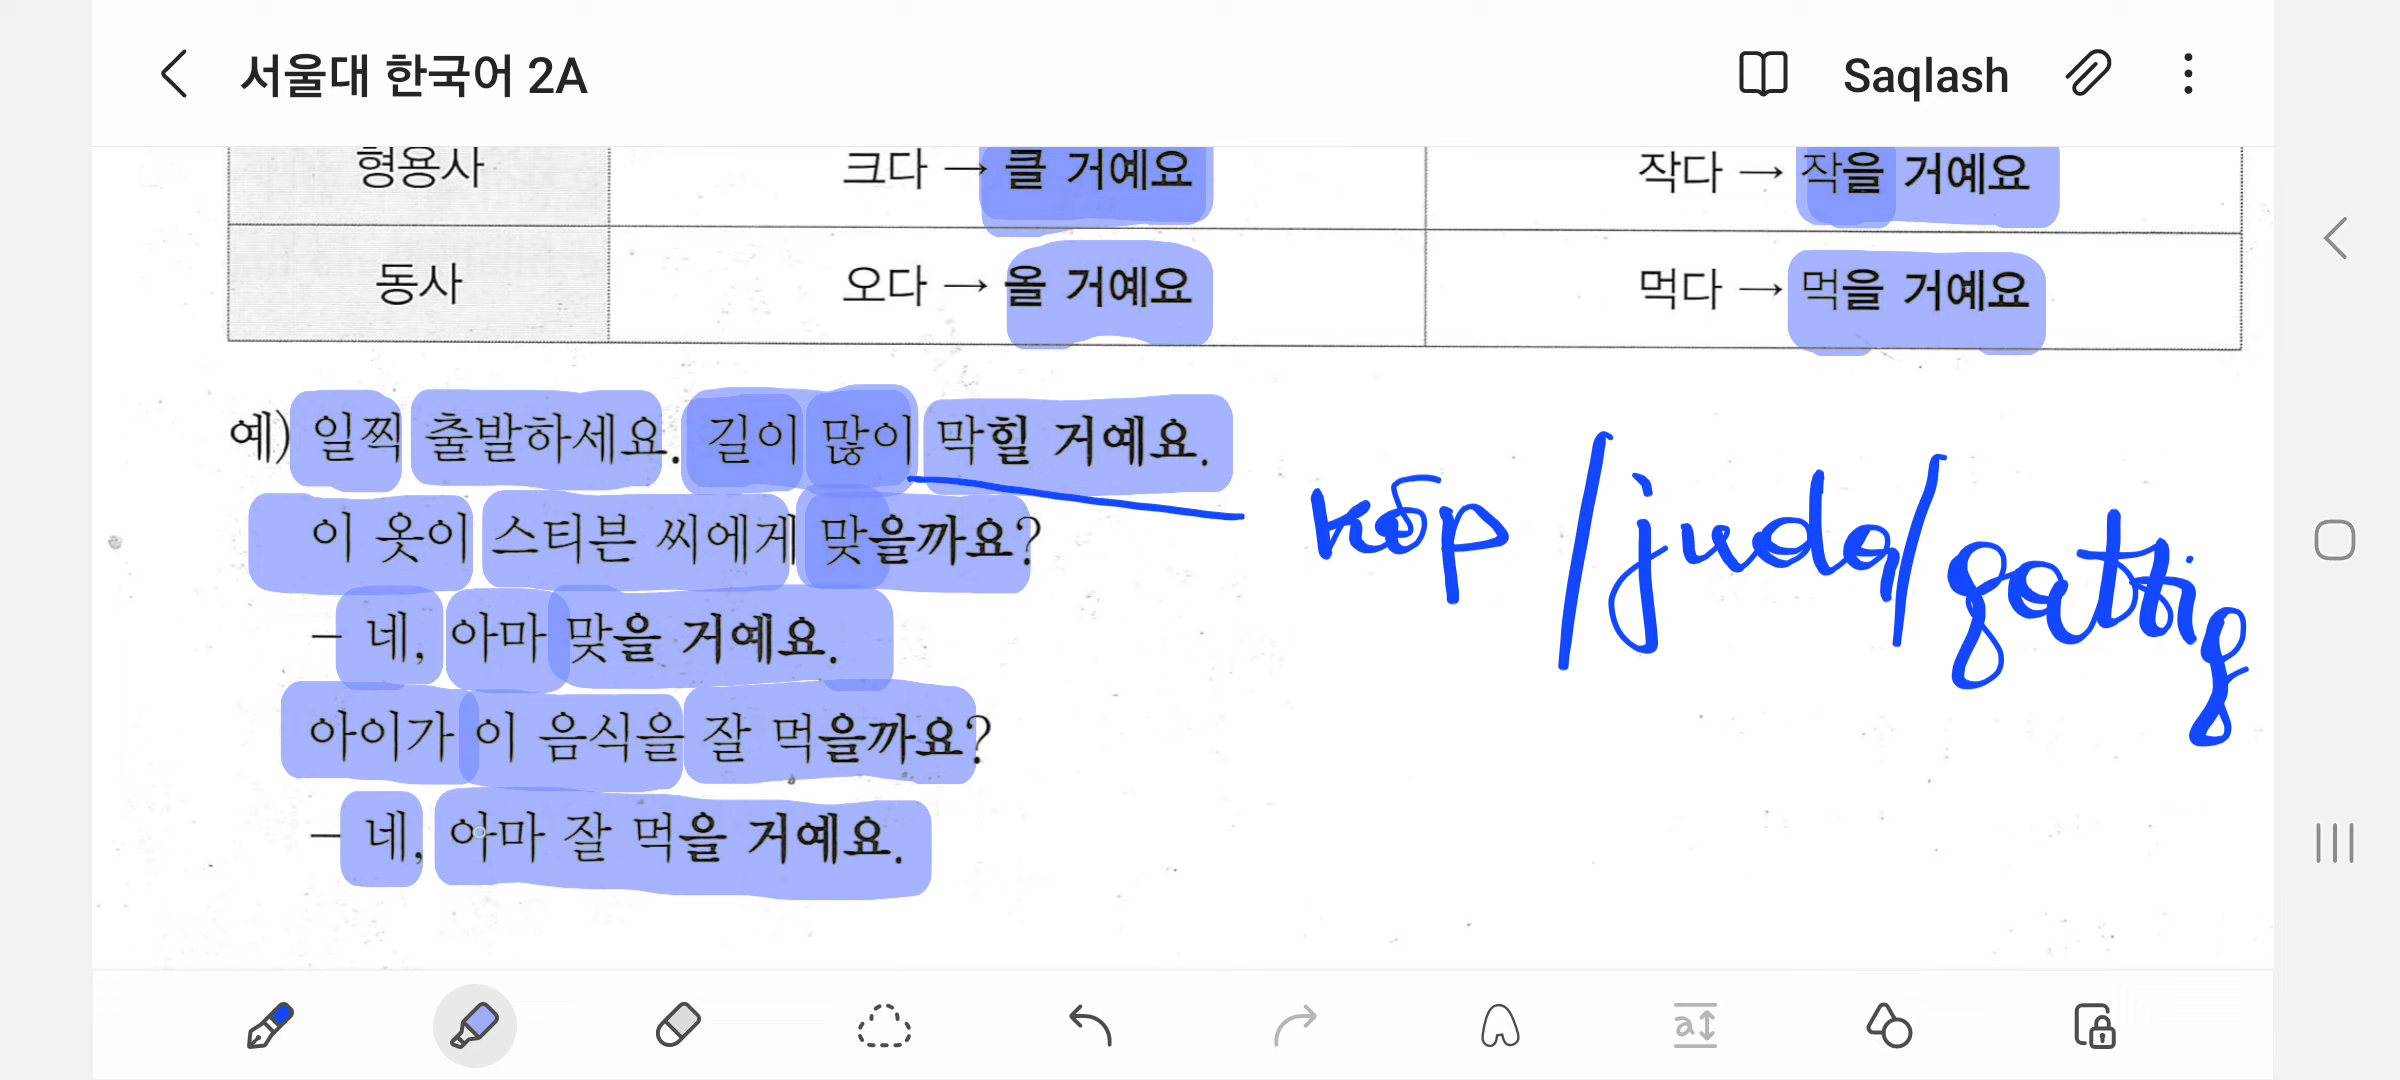 서울대 한국어 2A Saqlash
형용사 크다 → 클 거예요 작다 → 작을 거예요
동사 오다 → 올 거예요 먹다 → 먹을 거예요
예) 일찍 출발하세요. 길이 많이 막힐 거예요.
이 옷이 스티븐 씨에게 맞을까요?
– 네, 아마 맞을 거예요.
아이가 이 음식을 잘 먹을까요?
– 네, 아마 잘 먹을 거예요.
kóp /juda/